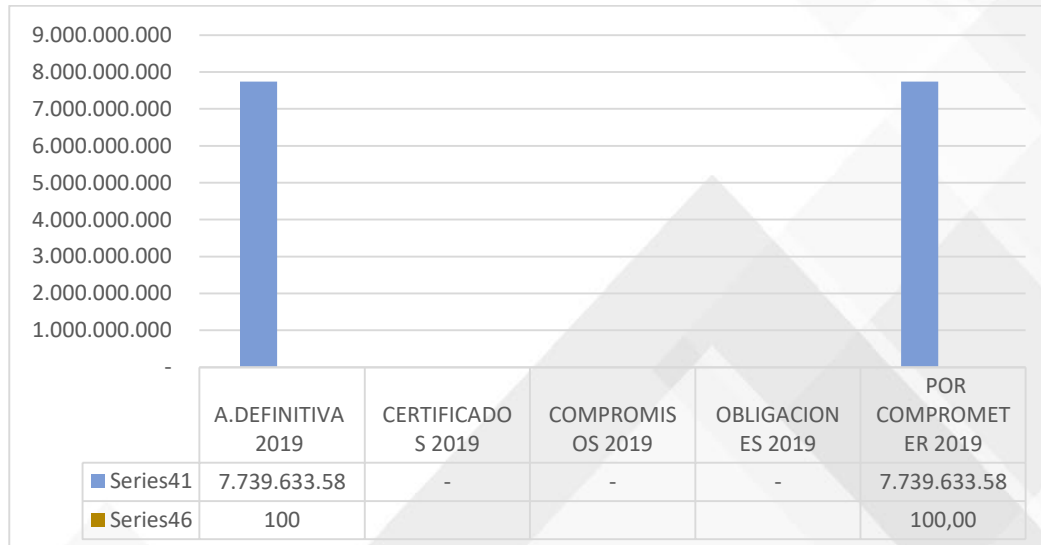 9.000.000.000
8.000.000.000
7.000.000.000
6.000.000.000
5.000.000.000
4.000.000.000
3.000.000.000
2.000.000.000
1.000.000.000
-
A.DEFINITIVA
2019
CERTIFICADO
S 2019
COMPROMIS
OS 2019
OBLIGACION
ES 2019
POR
COMPROMET
ER 2019
Series41 7.739.633.58 - - - 7.739.633.58
Series46 100 100,00